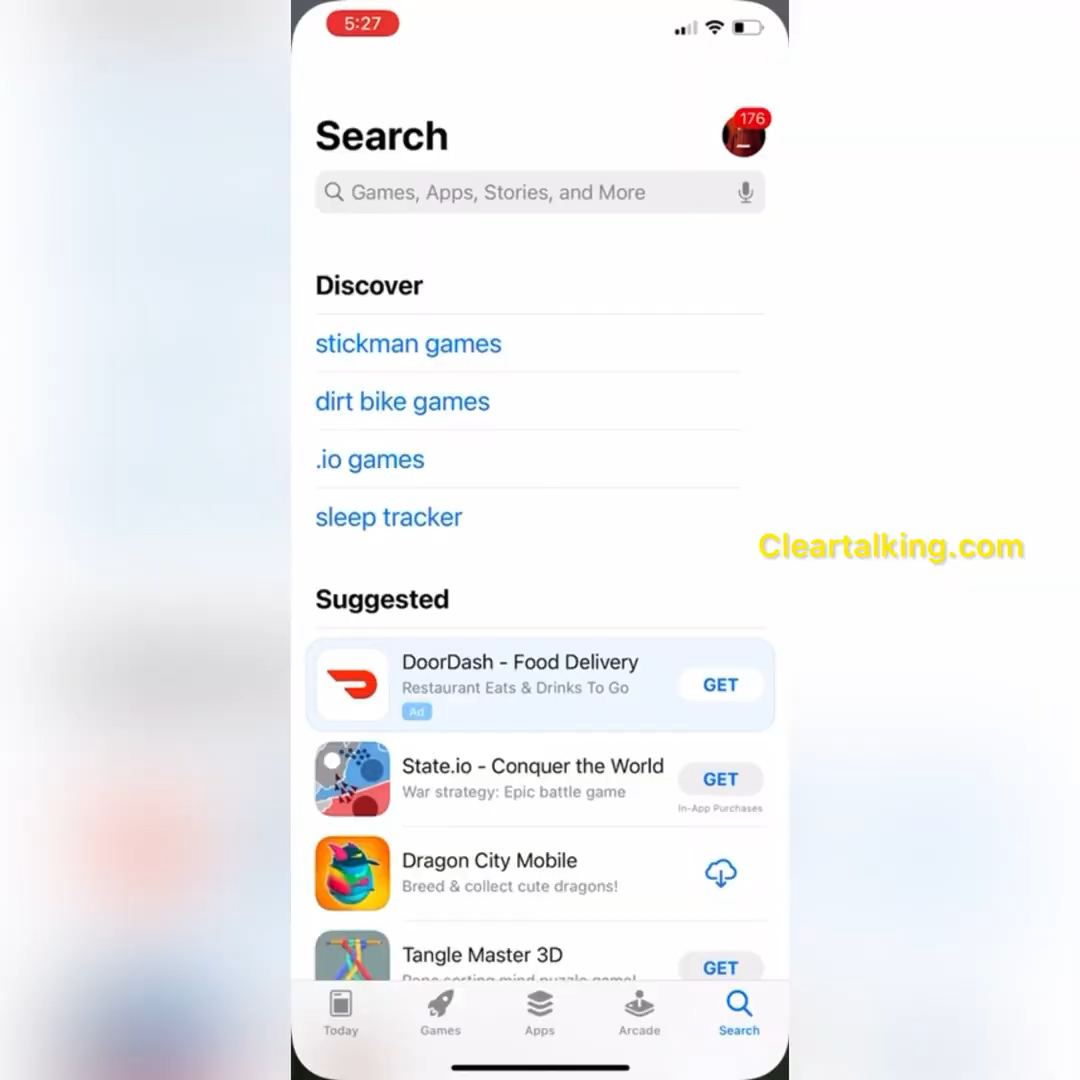 5:27
Search
176
Games, Apps, Stories, and More
Discover
stickman games
dirt bike games
.io games
sleep tracker
Cleartalking.com
Suggested
DoorDash - Food Delivery
Restaurant Eats & Drinks To Go
Ad
GET
State.io - Conquer the World
War strategy: Epic battle game
GET
In-App Purchases
Dragon City Mobile
Breed & collect cute dragons!
Tangle Master 3D
GET
Today
Games
Apps
Arcade
Search